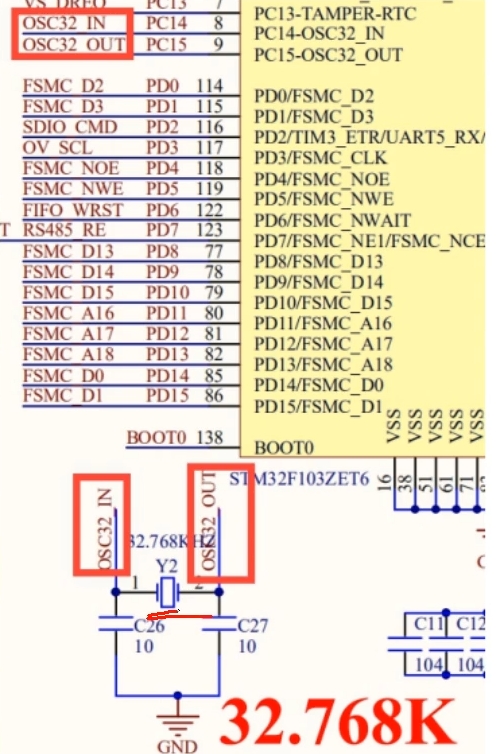 VS_DREQ PC13 7 PC13-TAMPER-RTC
OSC32_IN PC14 8 PC14-OSC32_IN
OSC32_OUT PC15 9 PC15-OSC32_OUT
FSMC_D2 PD0 114 PD0/FSMC_D2
FSMC_D3 PD1 115 PD1/FSMC_D3
SDIO_CMD PD2 116 PD2/TIM3_ETR/UART5_RX/
OV_SCL PD3 117 PD3/FSMC_CLK
FSMC_NOE PD4 118 PD4/FSMC_NOE
FSMC_NWE PD5 119 PD5/FSMC_NWE
FIFO_WRST PD6 122 PD6/FSMC_NWAIT
T RS485_RE PD7 123 PD7/FSMC_NE1/FSMC_NCE
FSMC_D13 PD8 77 PD8/FSMC_D13
FSMC_D14 PD9 78 PD9/FSMC_D14
FSMC_D15 PD10 79 PD10/FSMC_D15
FSMC_A16 PD11 80 PD11/FSMC_A16
FSMC_A17 PD12 81 PD12/FSMC_A17
FSMC_A18 PD13 82 PD13/FSMC_A18
FSMC_D0 PD14 85 PD14/FSMC_D0
FSMC_D1 PD15 86 PD15/FSMC_D1
BOOT0 138 BOOT0
VSS VSS VSS VSS VSS
STM32F103ZET6 16 38 51 61 71
OSC32_IN
OSC32_OUT
32.768KHZ
Y2
1 2
C26 C27
10 10
C11 C12
104 104
GND
32.768K